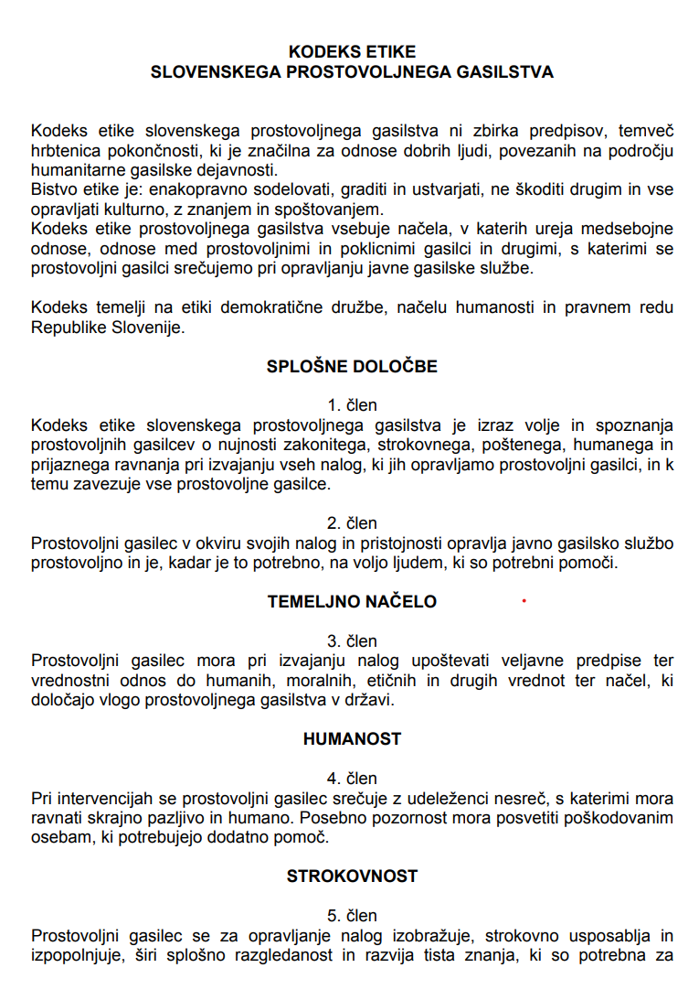 KODEKS ETIKE
SLOVENSKEGA PROSTOVOLJNEGA GASILSTVA
Kodeks etike slovenskega prostovoljnega gasilstva ni zbirka predpisov, temveč
hrbtenica pokončnosti, ki je značilna za odnose dobrih ljudi, povezanih na področju
humanitarne gasilske dejavnosti.
Bistvo etike je: enakopravno sodelovati, graditi in ustvarjati, ne škoditi drugim in vse
opravljati kulturno, z znanjem in spoštovanjem.
Kodeks etike prostovoljnega gasilstva vsebuje načela, v katerih ureja medsebojne
odnose, odnose med prostovoljnimi in poklicnimi gasilci in drugimi, s katerimi se
prostovoljni gasilci srečujemo pri opravljanju javne gasilske službe.
Kodeks temelji na etiki demokratične družbe, načelu humanosti in pravnem redu
Republike Slovenije.
SPLOŠNE DOLOČBE
1. člen
Kodeks etike slovenskega prostovoljnega gasilstva je izraz volje in spoznanja
prostovoljnih gasilcev o nujnosti zakonitega, strokovnega, poštenega, humanega in
prijaznega ravnanja pri izvajanju vseh nalog, ki jih opravljamo prostovoljni gasilci, in k
temu zavezuje vse prostovoljne gasilce.
2. člen
Prostovoljni gasilec v okviru svojih nalog in pristojnosti opravlja javno gasilsko službo
prostovoljno in je, kadar je to potrebno, na voljo ljudem, ki so potrebni pomoči.
TEMELJNO NAČELO
3. člen
Prostovoljni gasilec mora pri izvajanju nalog upoštevati veljavne predpise ter
vrednostni odnos do humanih, moralnih, etičnih in drugih vrednot ter načel, ki
določajo vlogo prostovoljnega gasilstva v državi.
HUMANOST
4. člen
Pri intervencijah se prostovoljni gasilec srečuje z udeleženci nesreč, s katerimi mora
ravnati skrajno pazljivo in humano. Posebno pozornost mora posvetiti poškodovanim
osebam, ki potrebujejo dodatno pomoč.
STROKOVNOST
5. člen
Prostovoljni gasilec se za opravljanje nalog izobražuje, strokovno usposablja in
izpopolnjuje, širi splošno razgledanost in razvija tista znanja, ki so potrebna za